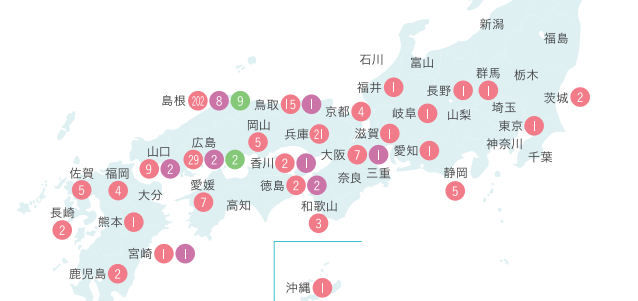 新潟
福島
石川
富山
群馬
栃木
福井 1
長野 1 1
茨城 2
島根 202 8 9
鳥取 15 1
京都 4
岐阜 1
山梨
埼玉
東京 1
岡山 5
兵庫 21
滋賀 1
神奈川
千葉
山口 9 2
広島 29 2 2
香川 2 1
大阪 7 1
愛知 1
三重
奈良
静岡 5
佐賀 5
福岡 4
大分
愛媛 7
高知
徳島 2 2
和歌山 3
長崎 2
熊本 1
宮崎 1 1
鹿児島 2
沖縄 1